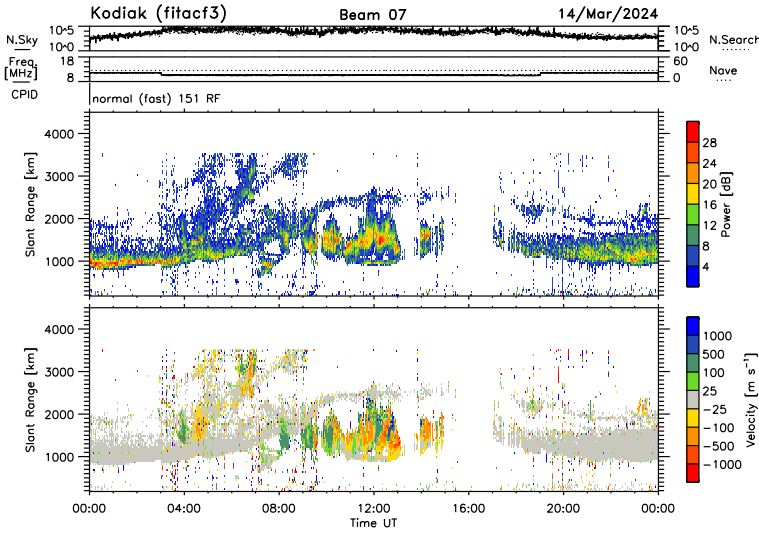 Kodiak (fitacf3) Beam 07 14/Mar/2024
N.Sky 10^5 10^0 10^5 10^0 N.Search
Freq. [MHz] 18 8 60 0 Nave
CPID normal (fast) 151 RF
Slant Range [km] 4000 3000 2000 1000
Power [dB] 28 24 20 16 12 8 4
Slant Range [km] 4000 3000 2000 1000
Velocity [m s⁻¹] 1000 500 100 25 −25 −100 −500 −1000
00:00 04:00 08:00 12:00 16:00 20:00 00:00
Time UT